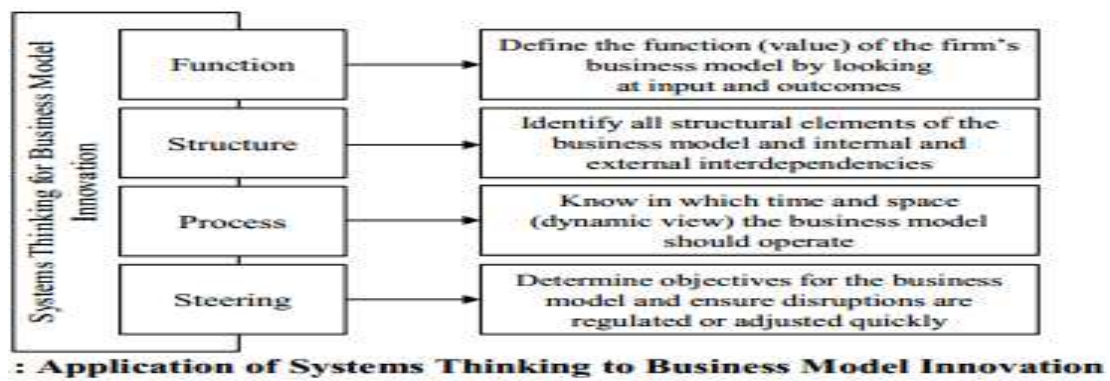 Systems Thinking for Business Model
Innovation
Function
Define the function (value) of the firm's
business model by looking
at input and outcomes
Structure
Identify all structural elements of the
business model and internal and
external interdependencies
Process
Know in which time and space
(dynamic view) the business model
should operate
Steering
Determine objectives for the business
model and ensure disruptions are
regulated or adjusted quickly
: Application of Systems Thinking to Business Model Innovation